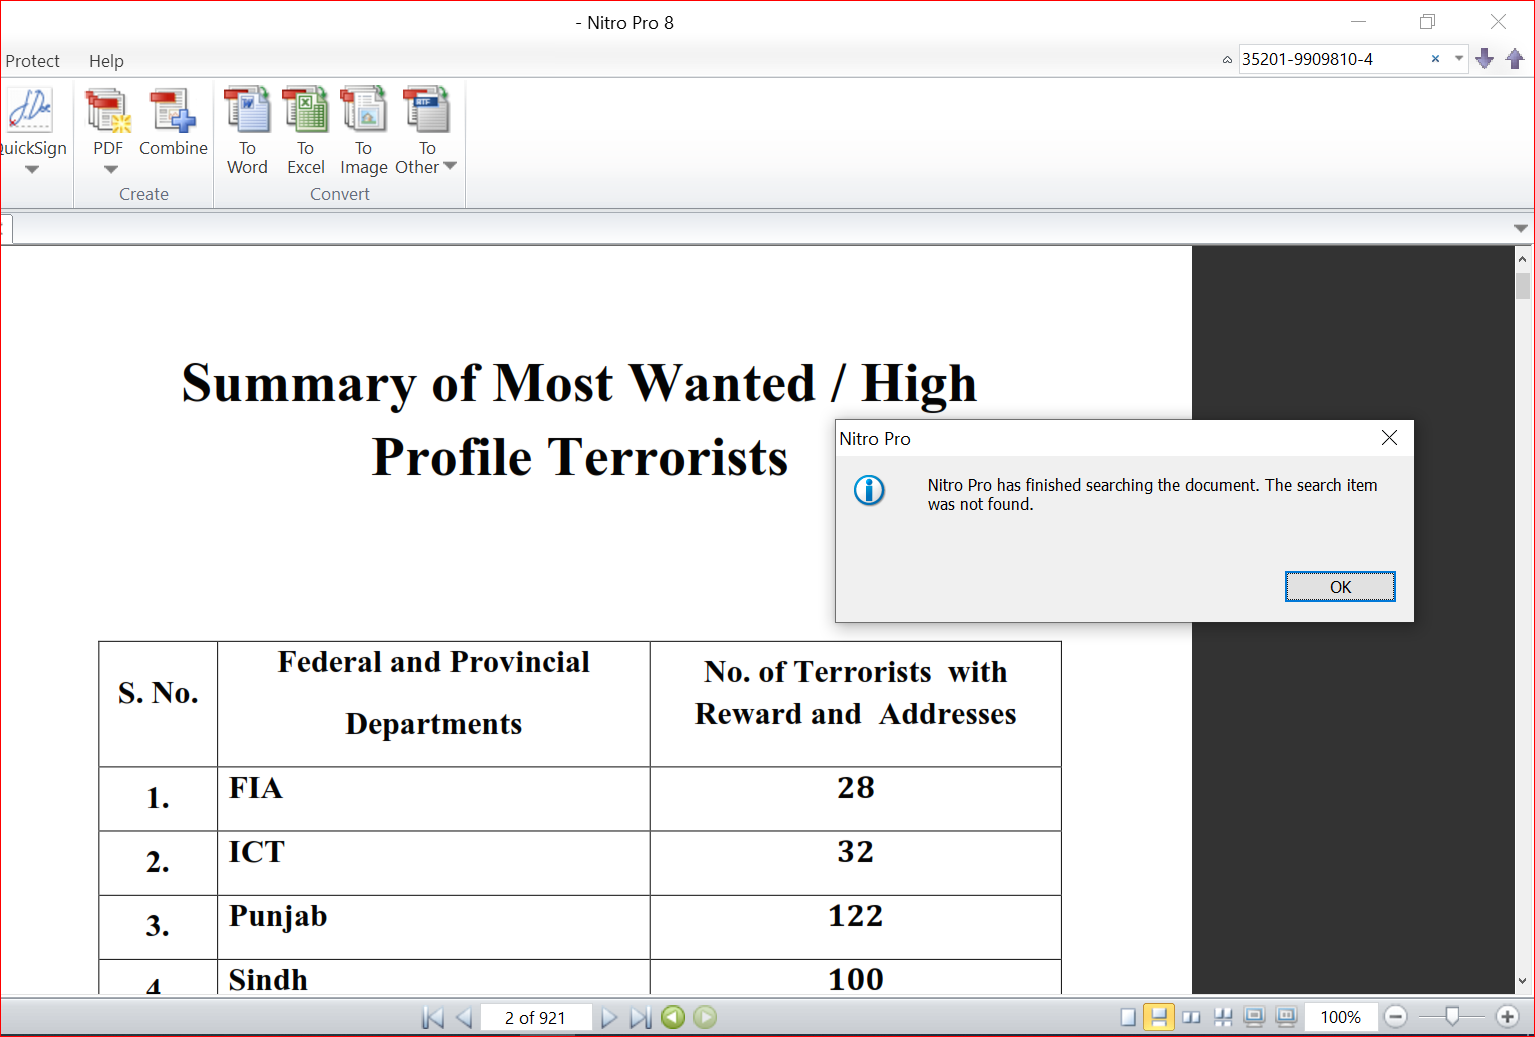 - Nitro Pro 8
Protect Help
35201-9909810-4
QuickSign
PDF
Combine
To Word
To Excel
To Image
To Other
Create
Convert
Summary of Most Wanted / High
Profile Terrorists
Nitro Pro
Nitro Pro has finished searching the document. The search item
was not found.
OK
S. No.
Federal and Provincial
Departments
No. of Terrorists with
Reward and Addresses
1. FIA 28
2. ICT 32
3. Punjab 122
4 Sindh 100
2 of 921
100%